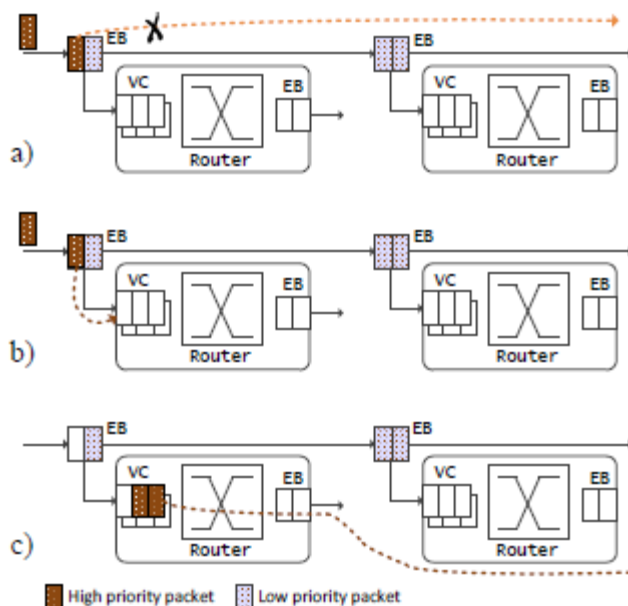 EB
EB
VC
EB
VC
EB
Router
Router
a)
EB
EB
VC
EB
VC
EB
Router
Router
b)
EB
EB
VC
EB
VC
EB
Router
Router
c)
High priority packet
Low priority packet